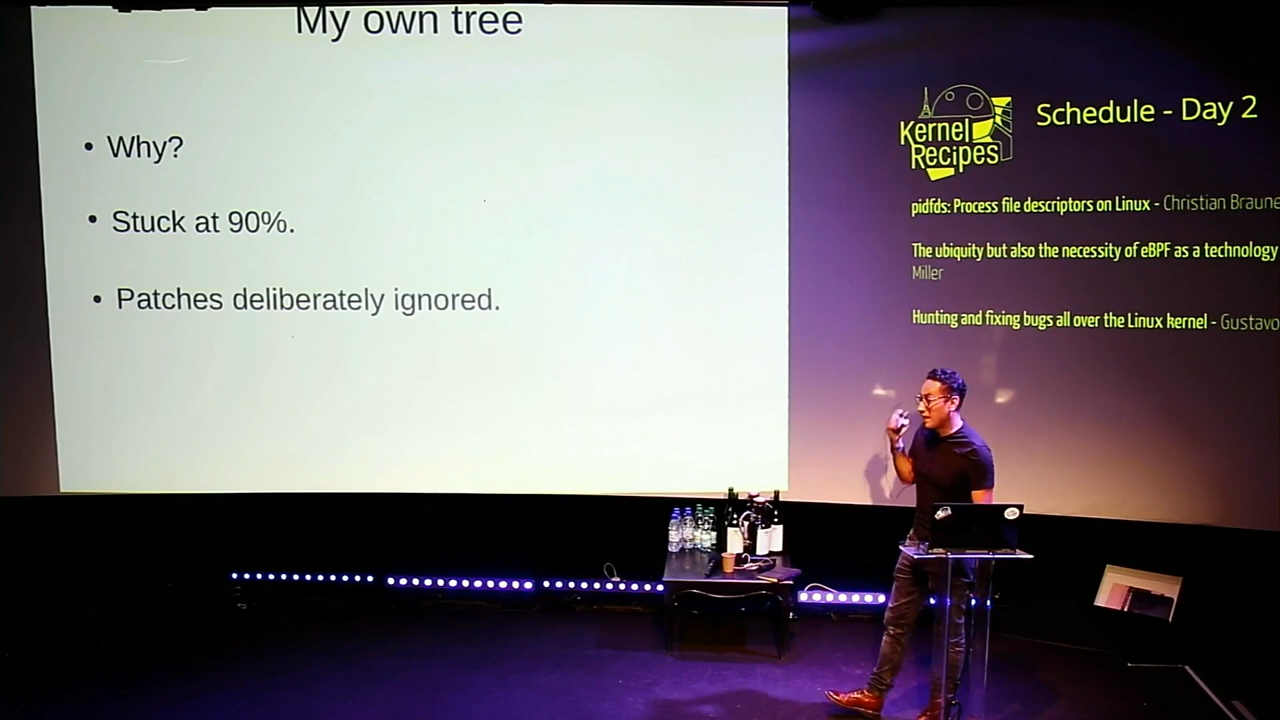 My own tree
• Why?
• Stuck at 90%.
• Patches deliberately ignored.
Kernel
Recipes
Schedule - Day 2
pidfds: Process file descriptors on Linux - Christian Braune
The ubiquity but also the necessity of eBPF as a technology
Miller
Hunting and fixing bugs all over the Linux kernel - Gustavo